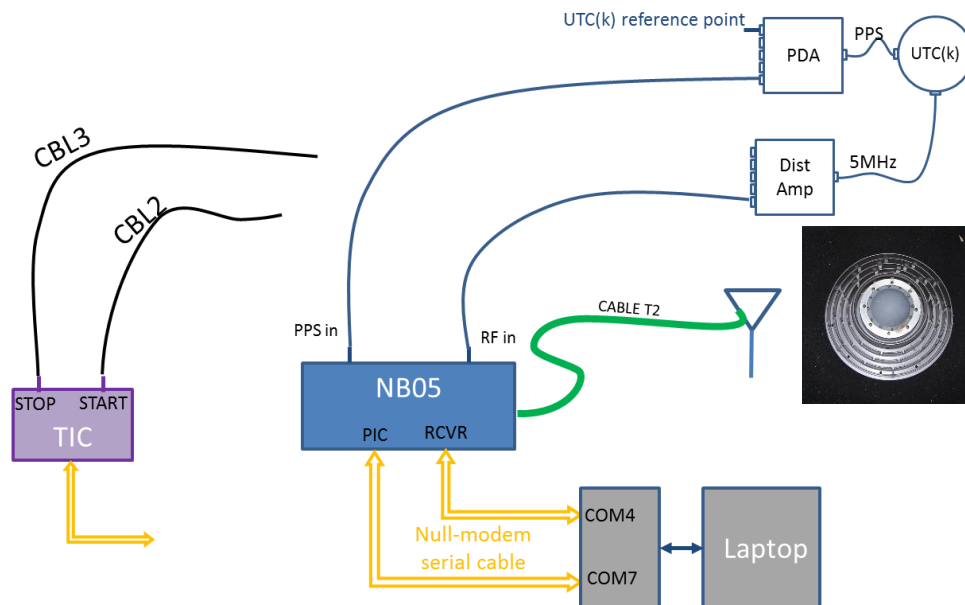 UTC(k) reference point
PDA
PPS
UTC(k)
CBL3
CBL2
Dist
Amp
5MHz
CABLE T2
PPS in
RF in
NB05
STOP
START
TIC
PIC
RCVR
COM4
Null-modem
serial cable
COM7
Laptop